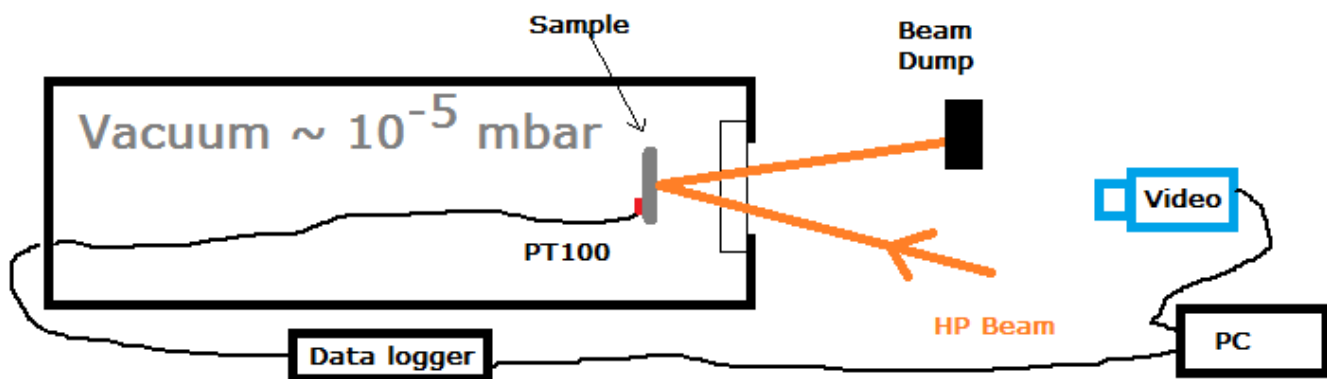 Sample
Beam
Dump
Vacuum ~ 10⁻⁵ mbar
Video
PT100
HP Beam
Data logger
PC